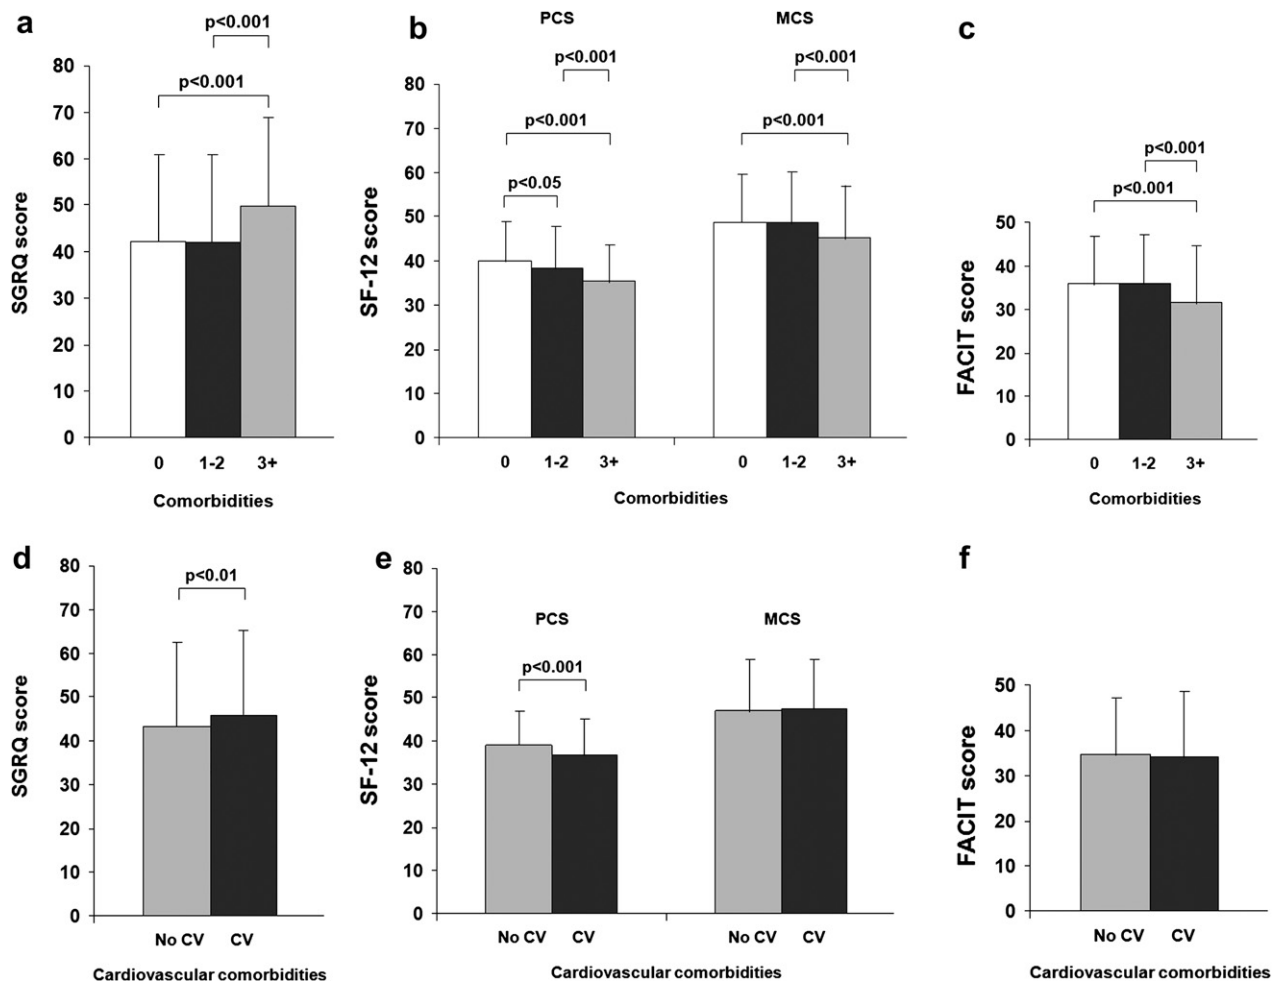 a
p<0.001
p<0.001
80
70
60
50
40
30
20
10
0
SGRQ score
0 1-2 3+
Comorbidities
b
PCS MCS
p<0.001 p<0.001
p<0.001 p<0.001
p<0.05
80
70
60
50
40
30
20
10
0
SF-12 score
0 1-2 3+ 0 1-2 3+
Comorbidities
c
p<0.001
p<0.001
50
40
30
20
10
0
FACIT score
0 1-2 3+
Comorbidities
d
p<0.01
80
70
60
50
40
30
20
10
0
SGRQ score
No CV CV
Cardiovascular comorbidities
e
PCS MCS
p<0.001
80
70
60
50
40
30
20
10
0
SF-12 score
No CV CV No CV CV
Cardiovascular comorbidities
f
50
40
30
20
10
0
FACIT score
No CV CV
Cardiovascular comorbidities